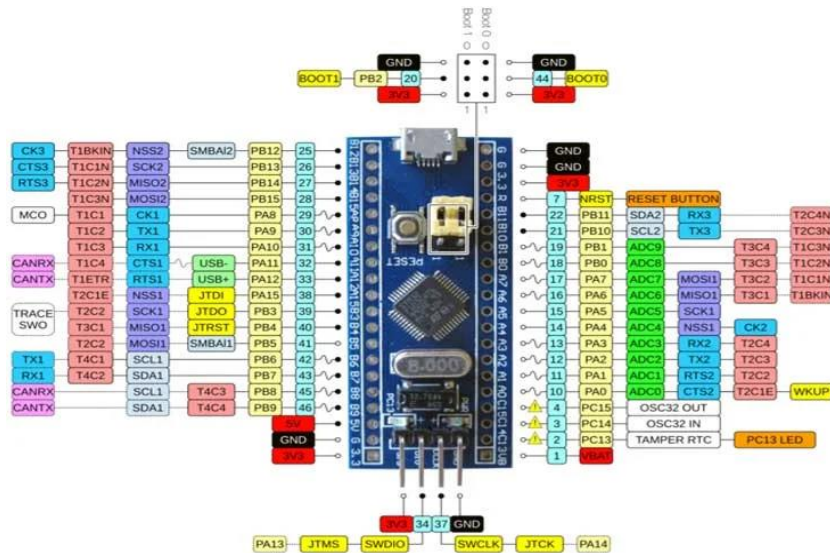 Boot 1 Boot 0
GND GND
BOOT1 PB2 20 44 BOOT0
3V3 1 1 3V3
CK3 T1BKIN NSS2 SMBAI2 PB12 25
CTS3 T1C1N SCK2 PB13 26
RTS3 T1C2N MISO2 PB14 27
T1C3N MOSI2 PB15 28
MCO T1C1 CK1 PA8 29
T1C2 TX1 PA9 30
T1C3 RX1 PA10 31
CANRX T1C4 CTS1 USB- PA11 32
CANTX T1ETR RTS1 USB+ PA12 33
T2C1E NSS1 JTDI PA15 38
TRACE SWO T2C2 SCK1 JTDO PB3 39
T3C1 MISO1 JTRST PB4 40
T2C2 MOSI1 SMBAI1 PB5 41
TX1 T4C1 SCL1 PB6 42
RX1 T4C2 SDA1 PB7 43
CANRX SCL1 T4C3 PB8 45
CANTX SDA1 T4C4 PB9 46
5V
GND
3V3
GND
GND
3V3
7 NRST RESET BUTTON
22 PB11 SDA2 RX3 T2C4N
21 PB10 SCL2 TX3 T2C3N
19 PB1 ADC9 T3C4 T1C3N
18 PB0 ADC8 T3C3 T1C2N
17 PA7 ADC7 MOSI1 T3C2 T1C1N
16 PA6 ADC6 MISO1 T3C1 T1BKIN
15 PA5 ADC5 SCK1
14 PA4 ADC4 NSS1 CK2
13 PA3 ADC3 RX2 T2C4
12 PA2 ADC2 TX2 T2C3
11 PA1 ADC1 RTS2 T2C2
10 PA0 ADC0 CTS2 T2C1E WKUP
4 PC15 OSC32 OUT
3 PC14 OSC32 IN
2 PC13 TAMPER RTC PC13 LED
1 VBAT
RESET
8.000
3V3 34 37 GND
PA13 JTMS SWDIO SWCLK JTCK PA14